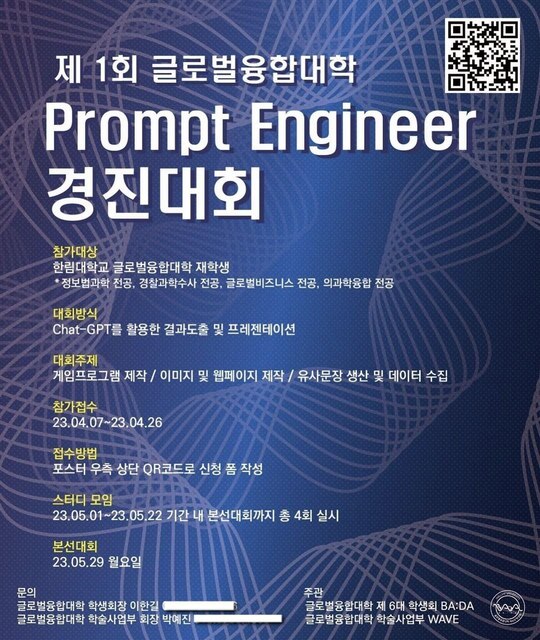 제 1회 글로벌융합대학
Prompt Engineer
경진대회
참가대상
한림대학교 글로벌융합대학 재학생
*정보법과학 전공, 경찰과학수사 전공, 글로벌비즈니스 전공, 의과학융합 전공
대회방식
Chat-GPT를 활용한 결과도출 및 프레젠테이션
대회주제
게임프로그램 제작 / 이미지 및 웹페이지 제작 / 유사문장 생산 및 데이터 수집
참가접수
23.04.07~23.04.26
접수방법
포스터 우측 상단 QR코드로 신청 폼 작성
스터디 모임
23.05.01~23.05.22 기간 내 본선대회까지 총 4회 실시
본선대회
23.05.29 월요일
문의
글로벌융합대학 학생회장 이한길
글로벌융합대학 학술사업부 회장 박예진
주관
글로벌융합대학 제 6대 학생회 BA:DA
글로벌융합대학 학술사업부 WAVE